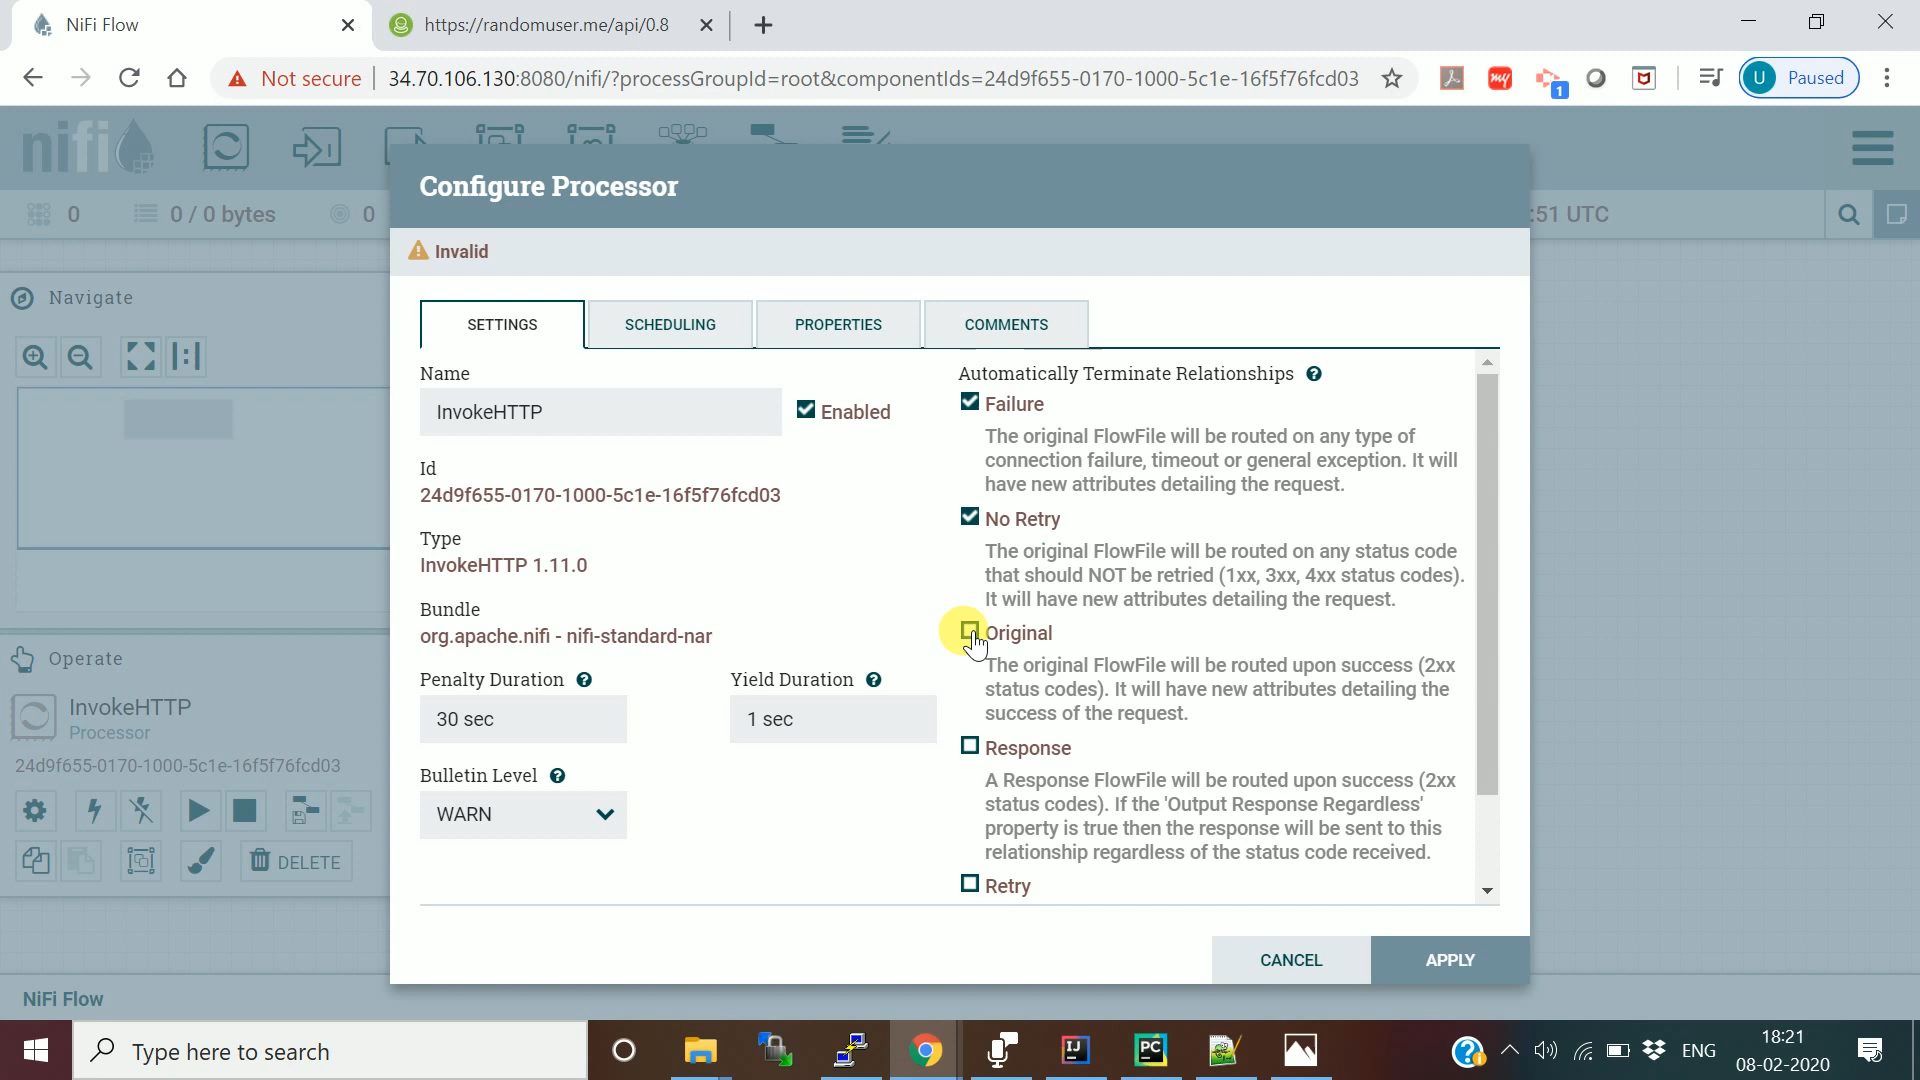 NiFi Flow
https://randomuser.me/api/0.8
Not secure
34.70.106.130:8080/nifi/?processGroupId=root&componentIds=24d9f655-0170-1000-5c1e-16f5f76fcd03
my
1
U
Paused
nifi
Configure Processor
0
0 / 0 bytes
0
:51 UTC
Invalid
Navigate
SETTINGS
SCHEDULING
PROPERTIES
COMMENTS
Name
InvokeHTTP
Enabled
Id
24d9f655-0170-1000-5c1e-16f5f76fcd03
Type
InvokeHTTP 1.11.0
Bundle
org.apache.nifi - nifi-standard-nar
Penalty Duration
Yield Duration
30 sec
1 sec
Bulletin Level
WARN
Automatically Terminate Relationships
Failure
The original FlowFile will be routed on any type of
connection failure, timeout or general exception. It will
have new attributes detailing the request.
No Retry
The original FlowFile will be routed on any status code
that should NOT be retried (1xx, 3xx, 4xx status codes).
It will have new attributes detailing the request.
Original
The original FlowFile will be routed upon success (2xx
status codes). It will have new attributes detailing the
success of the request.
Response
A Response FlowFile will be routed upon success (2xx
status codes). If the 'Output Response Regardless'
property is true then the response will be sent to this
relationship regardless of the status code received.
Retry
Operate
InvokeHTTP
Processor
24d9f655-0170-1000-5c1e-16f5f76fcd03
DELETE
CANCEL
APPLY
NiFi Flow
Type here to search
IJ
PC
ENG
18:21
08-02-2020